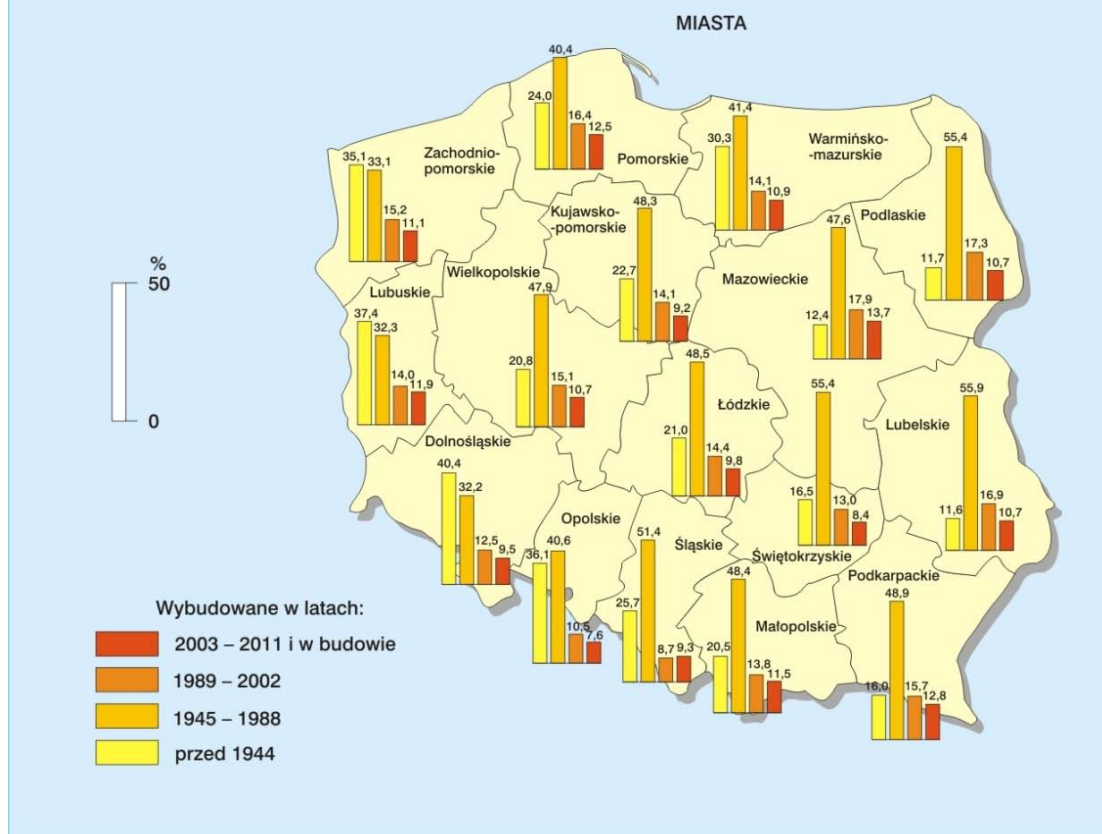 MIASTA
40,4
24,0
16,4
12,5
Pomorskie
41,4
30,3
14,1
10,9
Warmińsko-
-mazurskie
55,4
11,7
17,3
10,7
Podlaskie
35,1
33,1
15,2
11,1
Zachodnio-
pomorskie
Kujawsko-
-pomorskie
48,3
22,7
14,1
9,2
47,6
12,4
17,9
13,7
Mazowieckie
%
50
0
Lubuskie
37,4
32,3
14,0
11,9
Wielkopolskie
47,9
20,8
15,1
10,7
48,5
21,0
14,4
9,8
Łódzkie
55,9
11,6
16,9
10,7
Lubelskie
Dolnośląskie
40,4
32,2
12,5
9,5
Opolskie
36,1
40,6
10,5
7,6
51,4
25,7
8,7
9,3
Śląskie
55,4
16,5
13,0
8,4
Świętokrzyskie
48,4
20,5
13,8
11,5
Małopolskie
Podkarpackie
48,9
16,0
15,7
12,8
Wybudowane w latach:
2003 – 2011 i w budowie
1989 – 2002
1945 – 1988
przed 1944